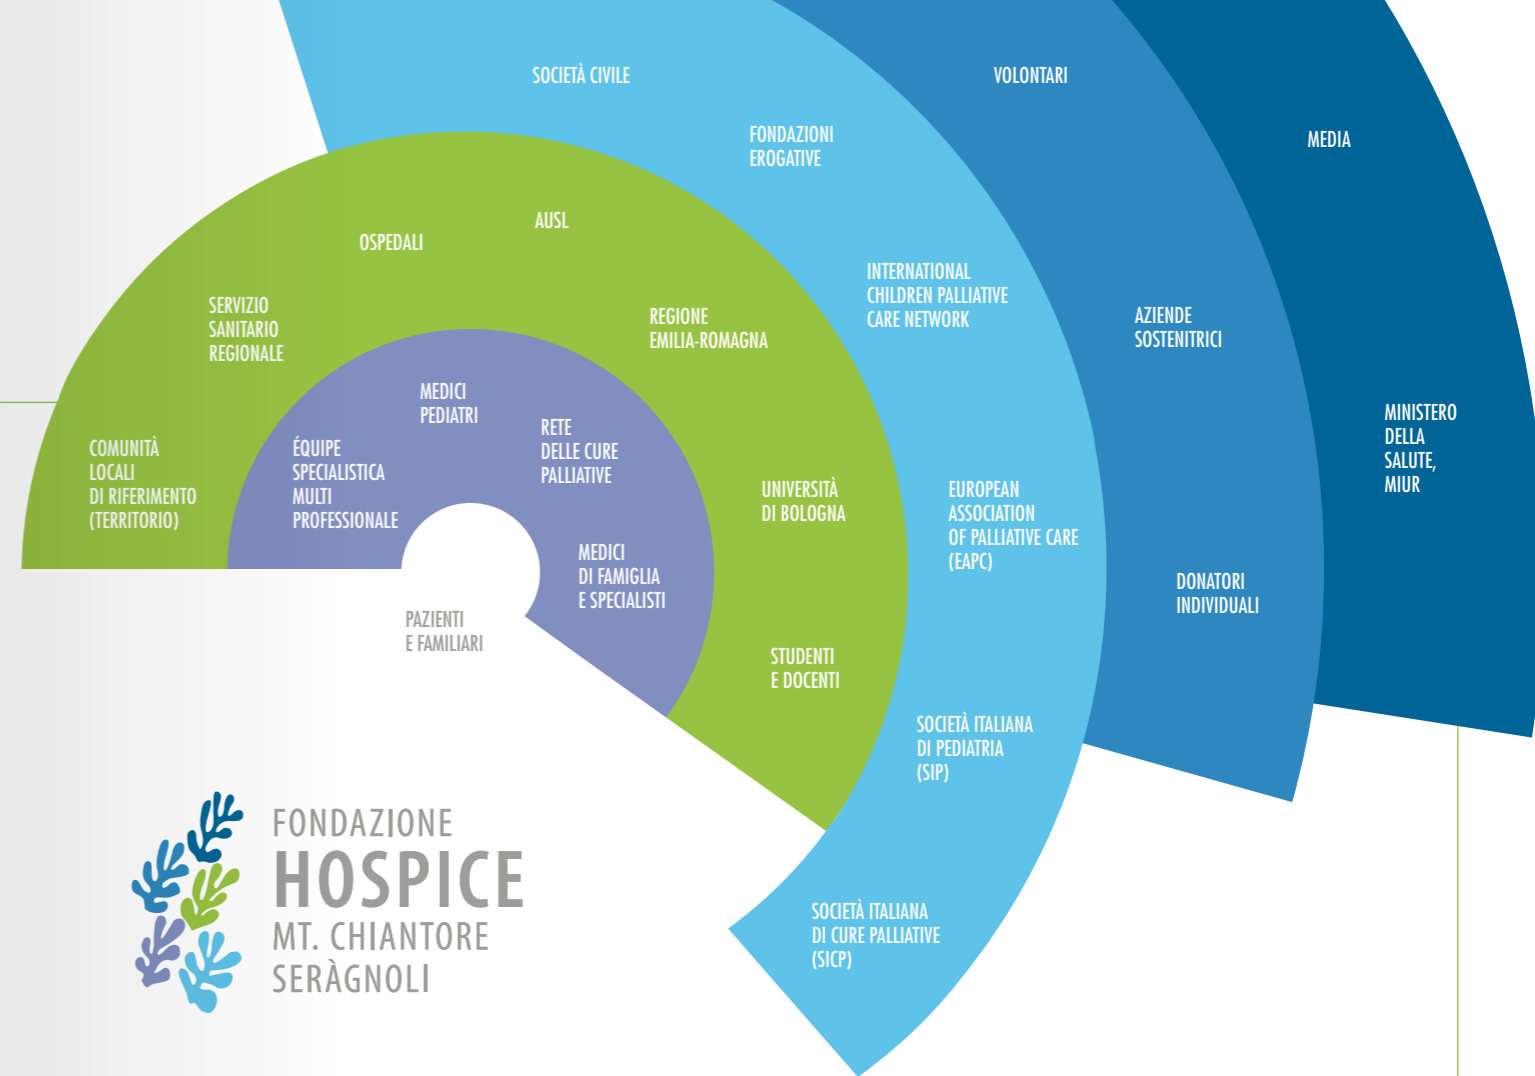 SOCIETÀ CIVILE
VOLONTARI
MEDIA
FONDAZIONI
EROGATIVE
AUSL
OSPEDALI
INTERNATIONAL
CHILDREN PALLIATIVE
CARE NETWORK
SERVIZIO
SANITARIO
REGIONALE
REGIONE
EMILIA-ROMAGNA
AZIENDE
SOSTENITRICI
MEDICI
PEDIATRI
MINISTERO
DELLA
SALUTE,
MIUR
RETE
DELLE CURE
PALLIATIVE
COMUNITÀ
LOCALI
DI RIFERIMENTO
(TERRITORIO)
ÉQUIPE
SPECIALISTICA
MULTI
PROFESSIONALE
UNIVERSITÀ
DI BOLOGNA
EUROPEAN
ASSOCIATION
OF PALLIATIVE CARE
(EAPC)
MEDICI
DI FAMIGLIA
E SPECIALISTI
DONATORI
INDIVIDUALI
PAZIENTI
E FAMILIARI
STUDENTI
E DOCENTI
SOCIETÀ ITALIANA
DI PEDIATRIA
(SIP)
SOCIETÀ ITALIANA
DI CURE PALLIATIVE
(SICP)
FONDAZIONE
HOSPICE
MT. CHIANTORE
SERÀGNOLI